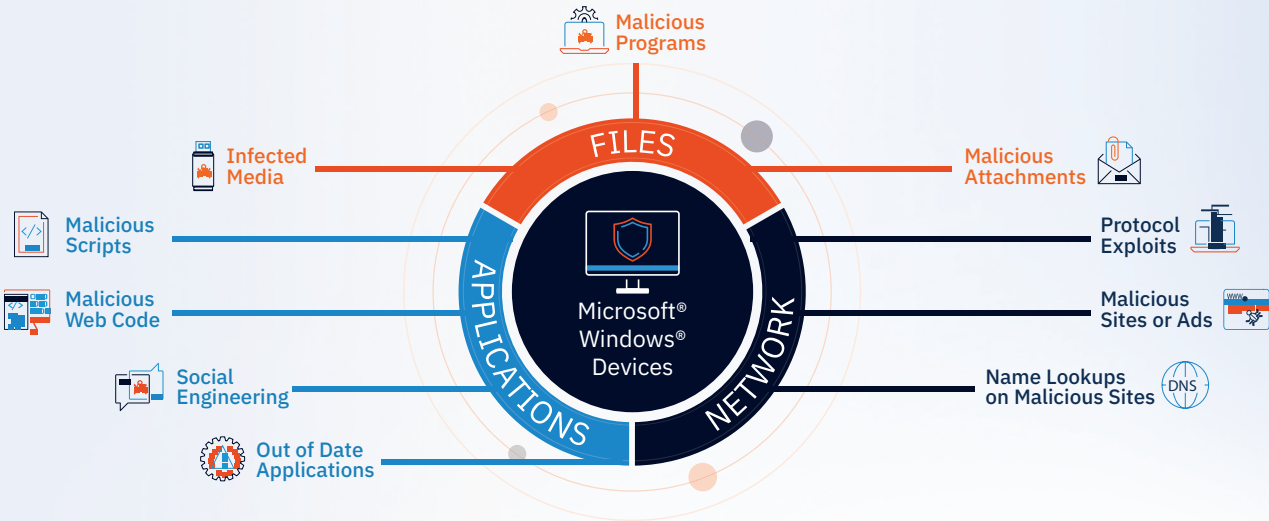 Malicious
Programs
FILES
Infected
Media
Malicious
Attachments
Malicious
Scripts
Protocol
Exploits
APPLICATIONS
Microsoft®
Windows®
Devices
NETWORK
Malicious
Web Code
Malicious
Sites or Ads
WWW
Social
Engineering
Name Lookups
on Malicious Sites
DNS
Out of Date
Applications